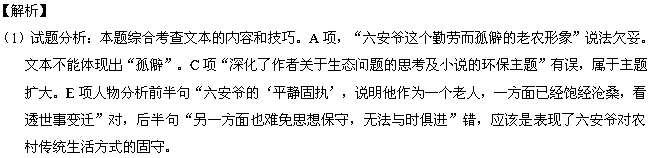 【解析】
（1）试题分析：本题综合考查文本的内容和技巧。A 项，“六安爷这个勤劳而孤僻的老农形象”说法欠妥。
文本不能体现出“孤僻”。C 项“深化了作者关于生态问题的思考及小说的环保主题”有误，属于主题
扩大。E 项人物分析前半句“六安爷的‘平静固执’，说明他作为一个老人，一方面已经饱经沧桑，看
透世事变迁”对，后半句“另一方面也难免思想保守，无法与时俱进”错，应该是表现了六安爷对农
村传统生活方式的固守。